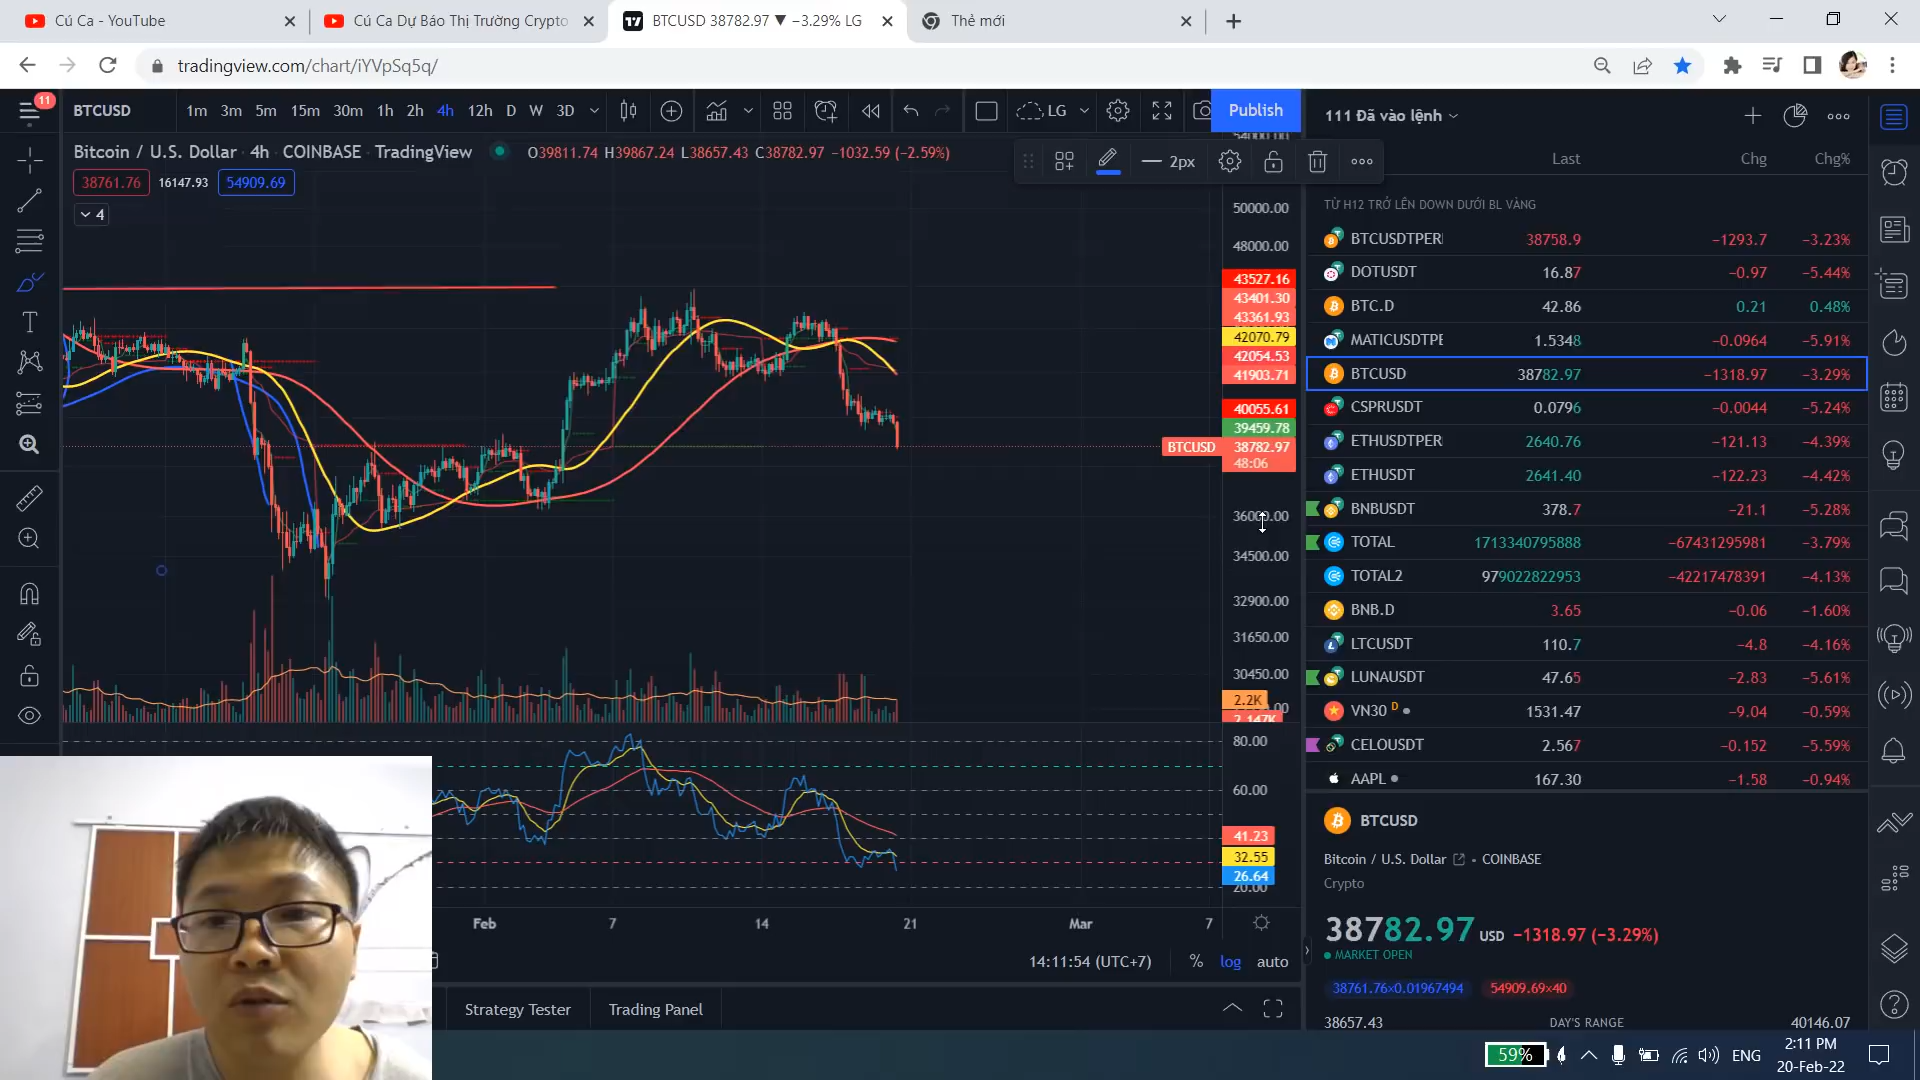 Cú Ca - YouTube
Cú Ca Dự Báo Thị Trường Crypto
BTCUSD 38782.97 ▼ −3.29% LG
Thẻ mới
tradingview.com/chart/iYVpSq5q/
11
BTCUSD 1m 3m 5m 15m 30m 1h 2h 4h 12h D W 3D LG Publish
Bitcoin / U.S. Dollar · 4h · COINBASE · TradingView O39811.74 H39867.24 L38657.43 C38782.97 −1032.59 (−2.59%)
2px
38761.76 16147.93 54909.69
4
50000.00
48000.00
43527.16
43401.30
43361.93
42070.79
42054.53
41903.71
40055.61
39459.78
BTCUSD 38782.97
48:06
36000.00
34500.00
32900.00
31650.00
30450.00
2.2K
2.147K
80.00
60.00
41.23
32.55
26.64
20.00
Feb 7 14 21 Mar 7
14:11:54 (UTC+7) % log auto
Strategy Tester Trading Panel
111 Đã vào lệnh
Last Chg Chg%
TỪ H12 TRỞ LÊN DOWN DƯỚI BL VÀNG
BTCUSDTPERI 38758.9 −1293.7 −3.23%
DOTUSDT 16.87 −0.97 −5.44%
BTC.D 42.86 0.21 0.48%
MATICUSDTPE 1.5348 −0.0964 −5.91%
BTCUSD 38782.97 −1318.97 −3.29%
CSPRUSDT 0.0796 −0.0044 −5.24%
ETHUSDTPERI 2640.76 −121.13 −4.39%
ETHUSDT 2641.40 −122.23 −4.42%
BNBUSDT 378.7 −21.1 −5.28%
TOTAL 1713340795888 −67431295981 −3.79%
TOTAL2 979022822953 −42217478391 −4.13%
BNB.D 3.65 −0.06 −1.60%
LTCUSDT 110.7 −4.8 −4.16%
LUNAUSDT 47.65 −2.83 −5.61%
VN30 D 1531.47 −9.04 −0.59%
CELOUSDT 2.567 −0.152 −5.59%
AAPL 167.30 −1.58 −0.94%
BTCUSD
Bitcoin / U.S. Dollar · COINBASE
Crypto
38782.97 USD −1318.97 (−3.29%)
MARKET OPEN
38761.76×0.01967494 54909.69×40
38657.43 DAY'S RANGE 40146.07
59% ENG 2:11 PM
20-Feb-22